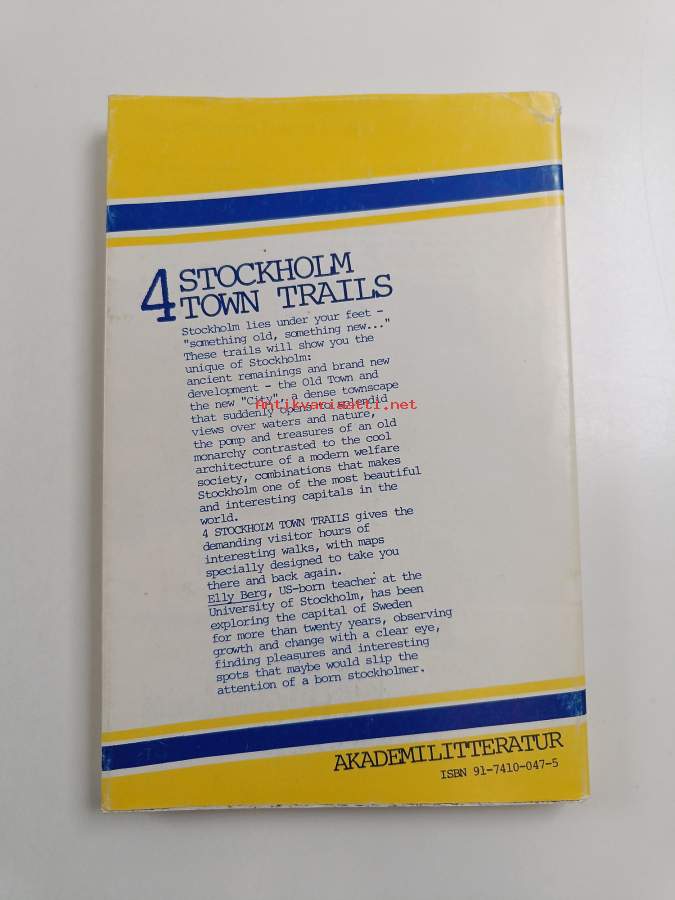 4 STOCKHOLM
TOWN TRAILS
Stockholm lies under your feet -
"something old, something new..."
These trails will show you the
unique of Stockholm:
ancient remainings and brand new
development - the Old Town and
the new "City", a dense townscape
that suddenly opens to splendid
views over waters and nature,
the pomp and treasures of an old
monarchy contrasted to the cool
architecture of a modern welfare
society, combinations that makes
Stockholm one of the most beautiful
and interesting capitals in the
world.
4 STOCKHOLM TOWN TRAILS gives the
demanding visitor hours of
interesting walks, with maps
specially designed to take you
there and back again.
Elly Berg, US-born teacher at the
University of Stockholm, has been
exploring the capital of Sweden
for more than twenty years, observing
growth and change with a clear eye,
finding pleasures and interesting
spots that maybe would slip the
attention of a born stockholmer.
AKADEMILITTERATUR
ISBN 91-7410-047-5
Antikvariaatti.net